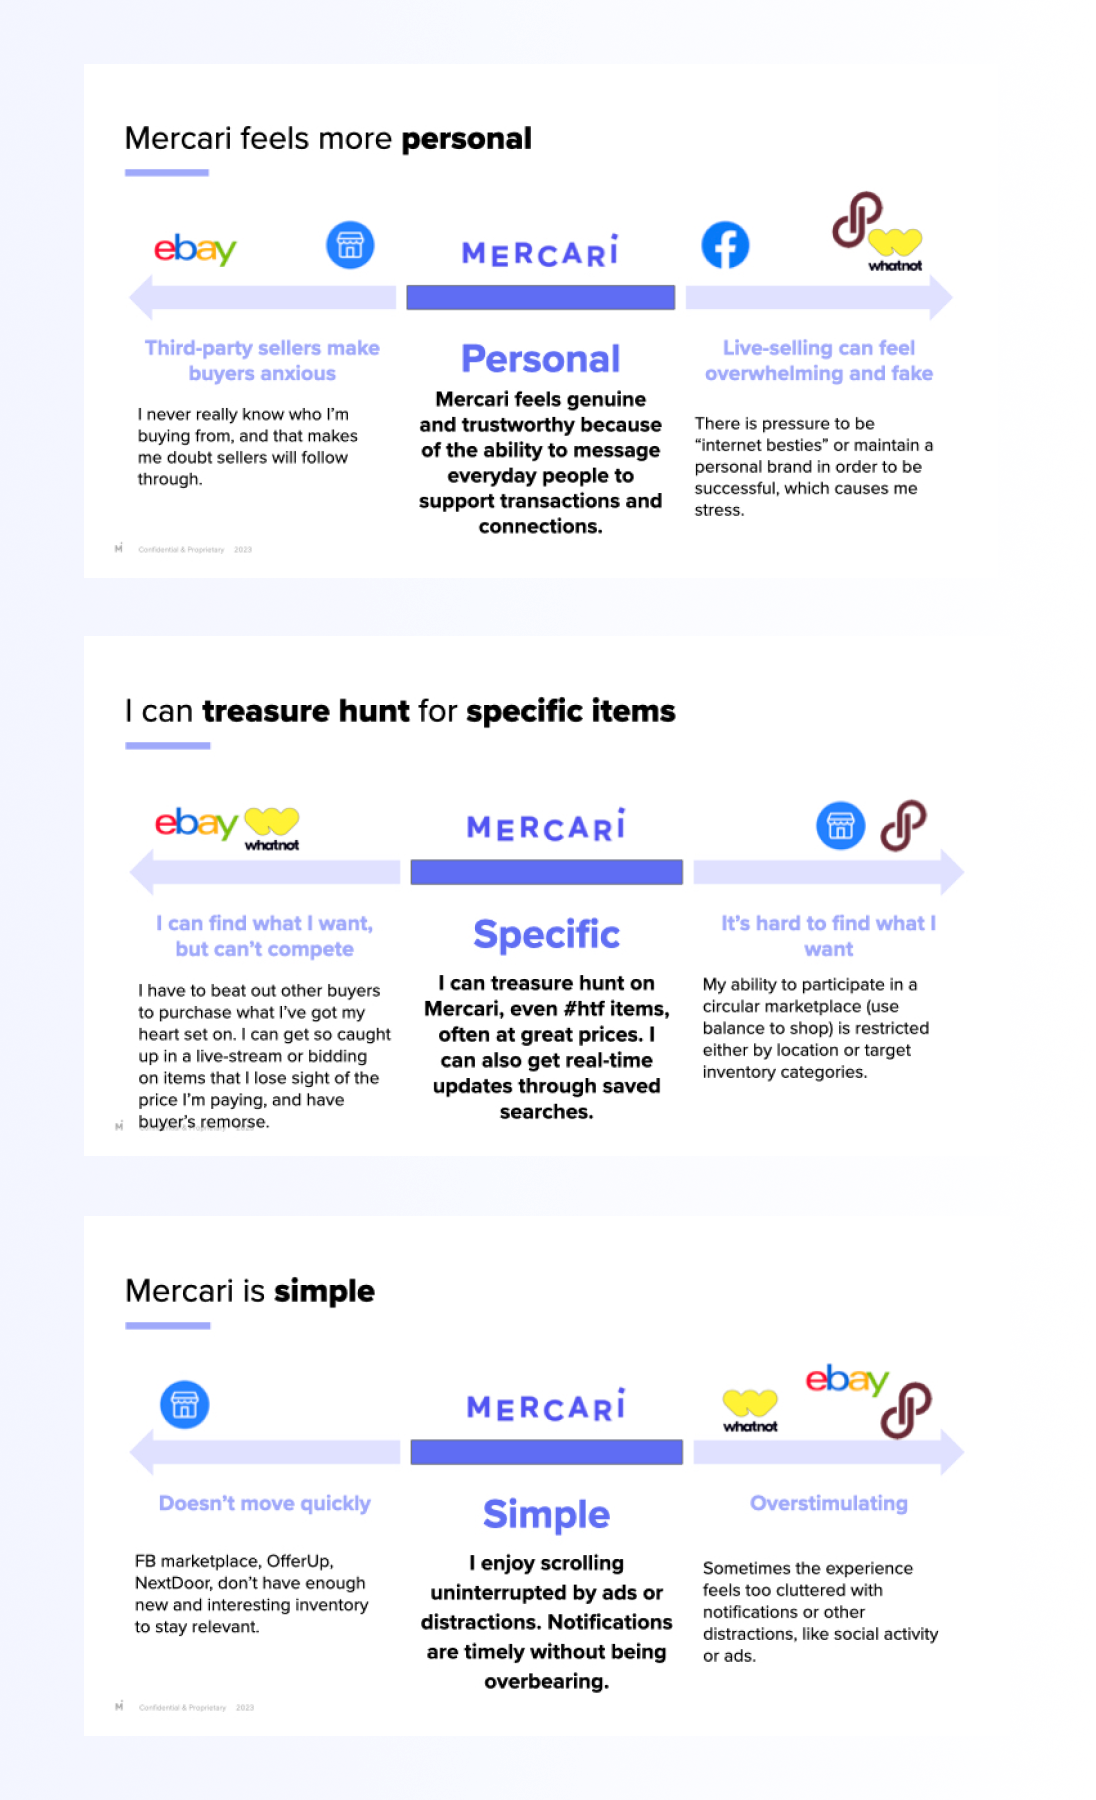 Mercari feels more personal
ebay
MERCARI
whatnot
Third-party sellers make
buyers anxious
I never really know who I'm
buying from, and that makes
me doubt sellers will follow
through.
Personal
Mercari feels genuine
and trustworthy because
of the ability to message
everyday people to
support transactions and
connections.
Live-selling can feel
overwhelming and fake
There is pressure to be
“internet besties” or maintain a
personal brand in order to be
successful, which causes me
stress.
M Confidential & Proprietary 2023
I can treasure hunt for specific items
ebay
whatnot
MERCARI
I can find what I want,
but can't compete
I have to beat out other buyers
to purchase what I've got my
heart set on. I can get so caught
up in a live-stream or bidding
on items that I lose sight of the
price I'm paying, and have
buyer's remorse.
Specific
I can treasure hunt on
Mercari, even #htf items,
often at great prices. I
can also get real-time
updates through saved
searches.
It's hard to find what I
want
My ability to participate in a
circular marketplace (use
balance to shop) is restricted
either by location or target
inventory categories.
M Confidential & Proprietary 2023
Mercari is simple
MERCARI
whatnot
ebay
Doesn't move quickly
FB marketplace, OfferUp,
NextDoor, don't have enough
new and interesting inventory
to stay relevant.
Simple
I enjoy scrolling
uninterrupted by ads or
distractions. Notifications
are timely without being
overbearing.
Overstimulating
Sometimes the experience
feels too cluttered with
notifications or other
distractions, like social activity
or ads.
M Confidential & Proprietary 2023